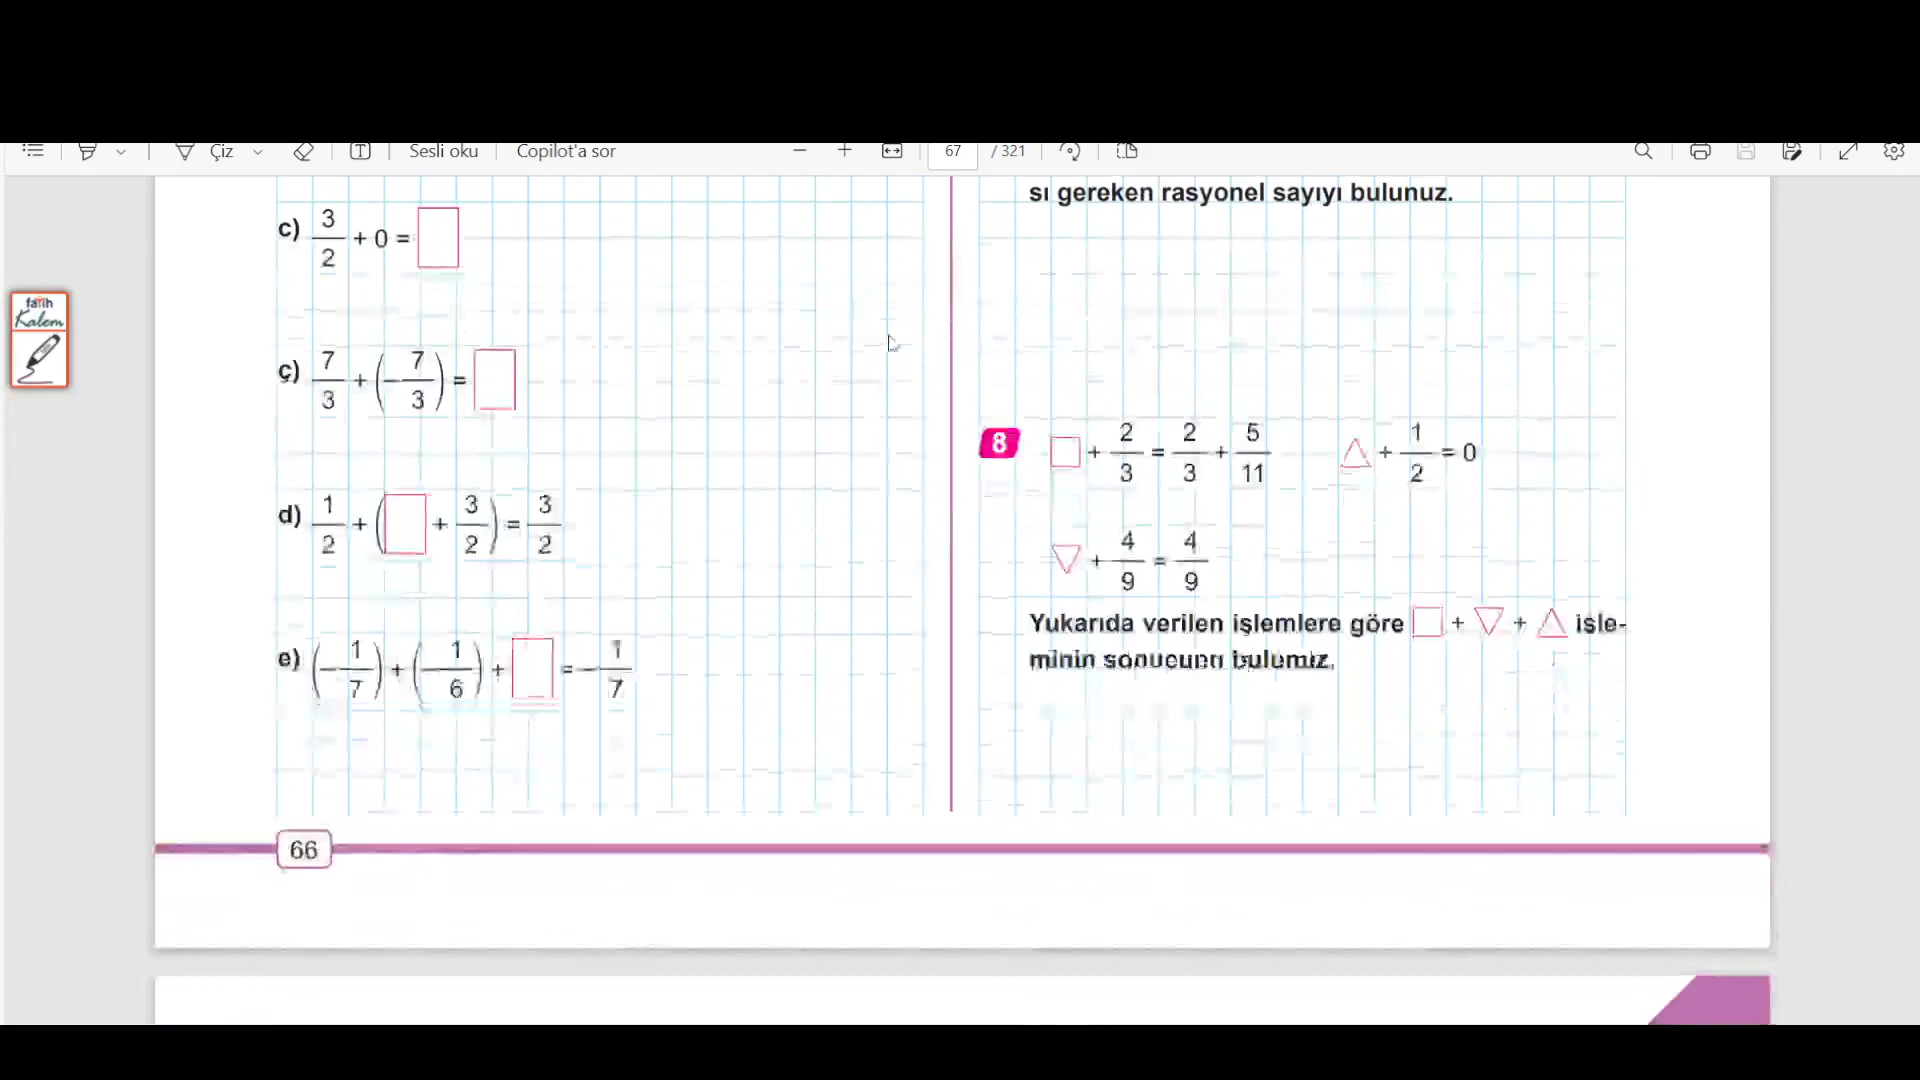 Çiz
Sesli oku
Copilot'a sor
67 / 321
fatih
Kalem
c) 3/2 + 0 =
ç) 7/3 + (-7/3) =
d) 1/2 + ( + 3/2) = 3/2
e) (-1/7) + (-1/6) + = -1/7
66
sı gereken rasyonel sayıyı bulunuz.
8 □ + 2/3 = 2/3 + 5/11 △ + 1/2 = 0
▽ + 4/9 = 4/9
Yukarıda verilen işlemlere göre □ + ▽ + △ işle-
minin sonucunu bulunuz.